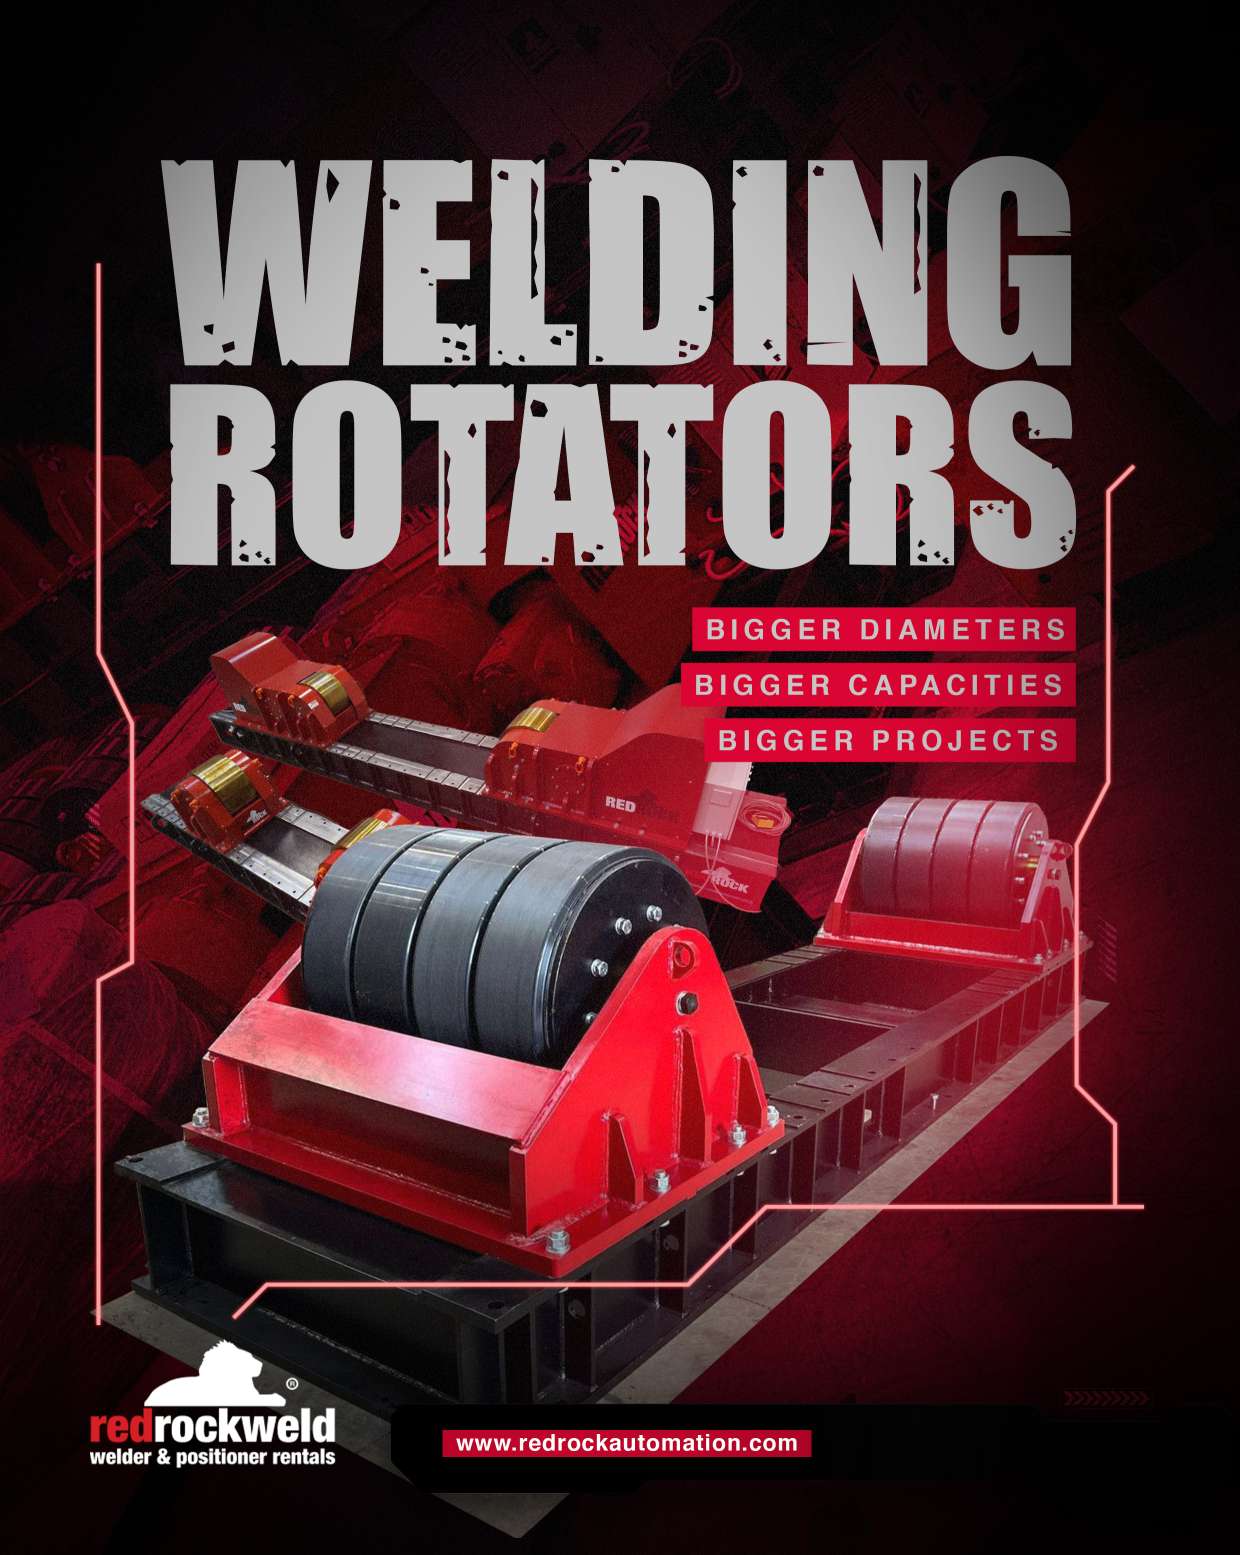 WELDING
ROTATORS
BIGGER DIAMETERS
BIGGER CAPACITIES
BIGGER PROJECTS
RED
ROCK
®
redrockweld
welder & positioner rentals
www.redrockautomation.com